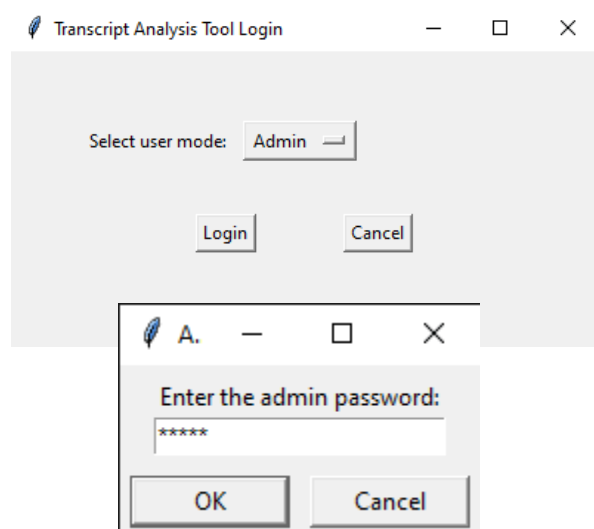 Transcript Analysis Tool Login
Select user mode: Admin
Login Cancel
A.
Enter the admin password:
*****
OK Cancel